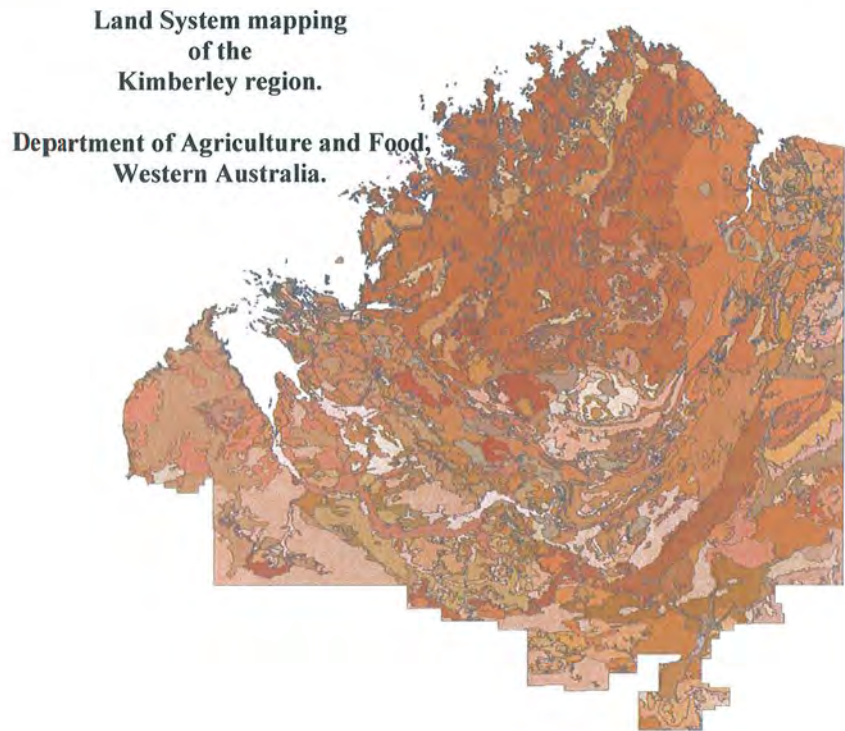 Land System mapping
of the
Kimberley region.
Department of Agriculture and Food,
Western Australia.